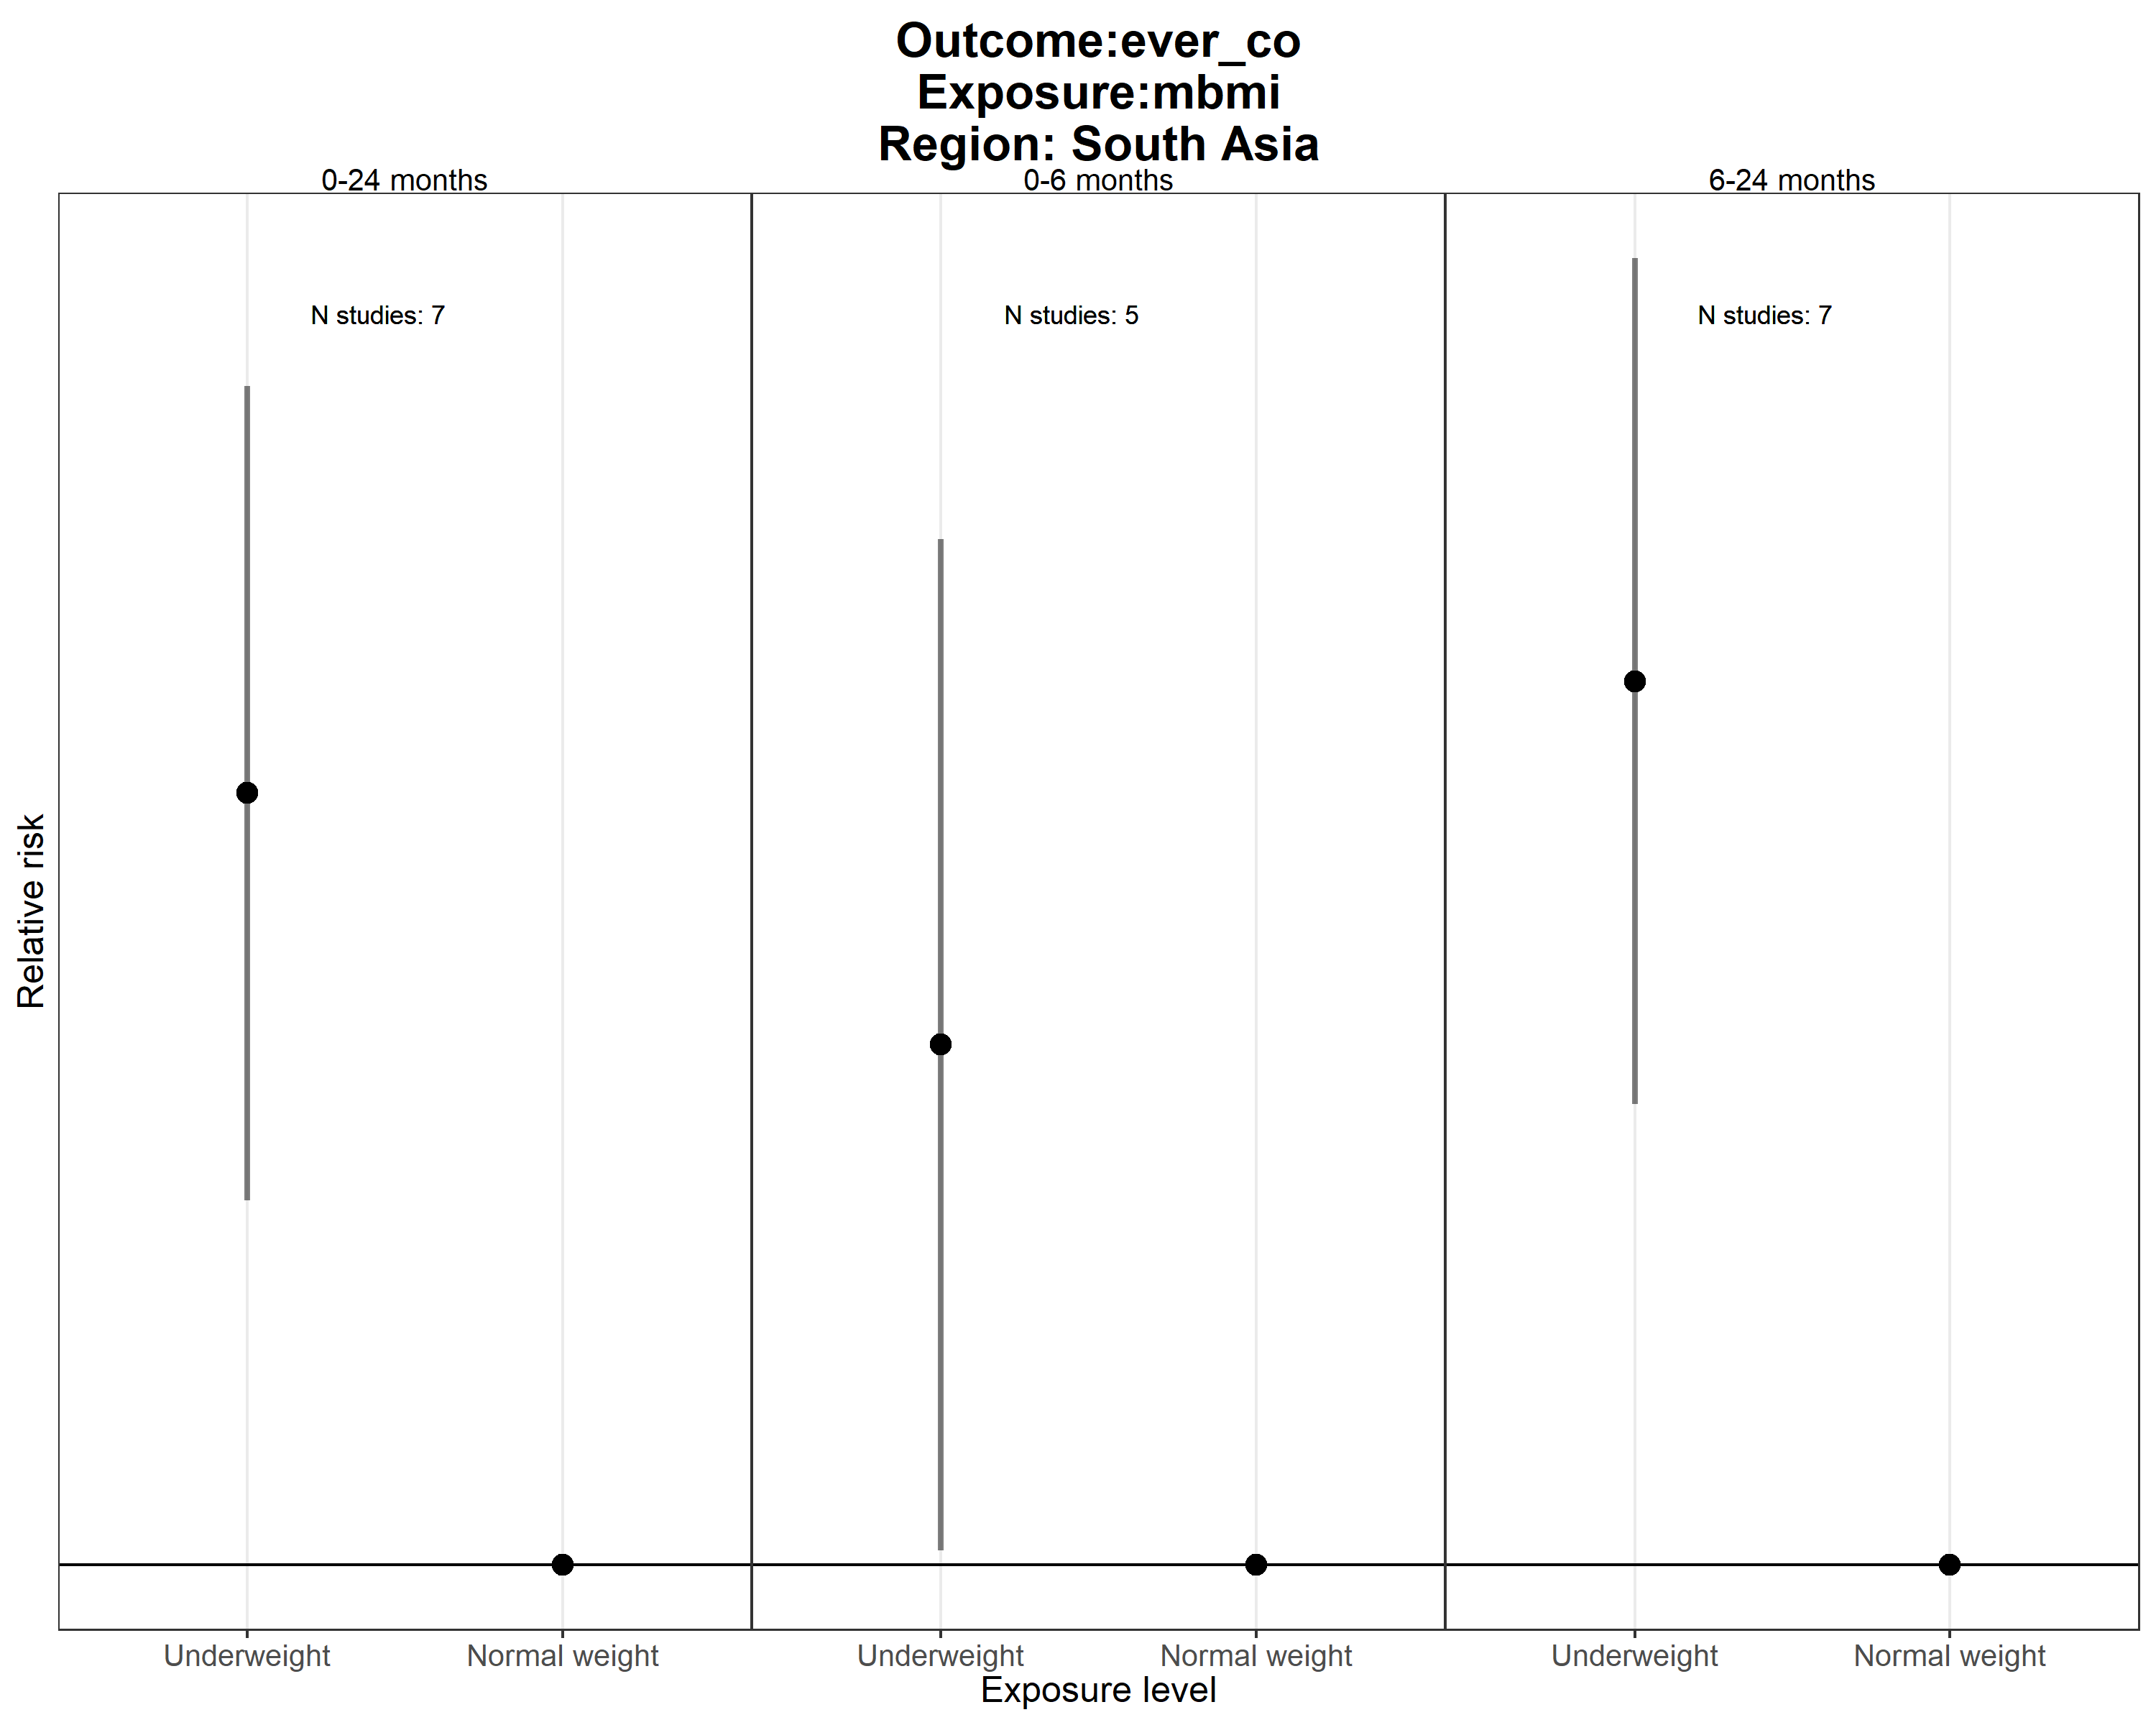 Outcome:ever_co
Exposure:mbmi
Region: South Asia
0-24 months
0-6 months
6-24 months
N studies: 7
N studies: 5
N studies: 7
Relative risk
Underweight
Normal weight
Underweight
Normal weight
Underweight
Normal weight
Exposure level